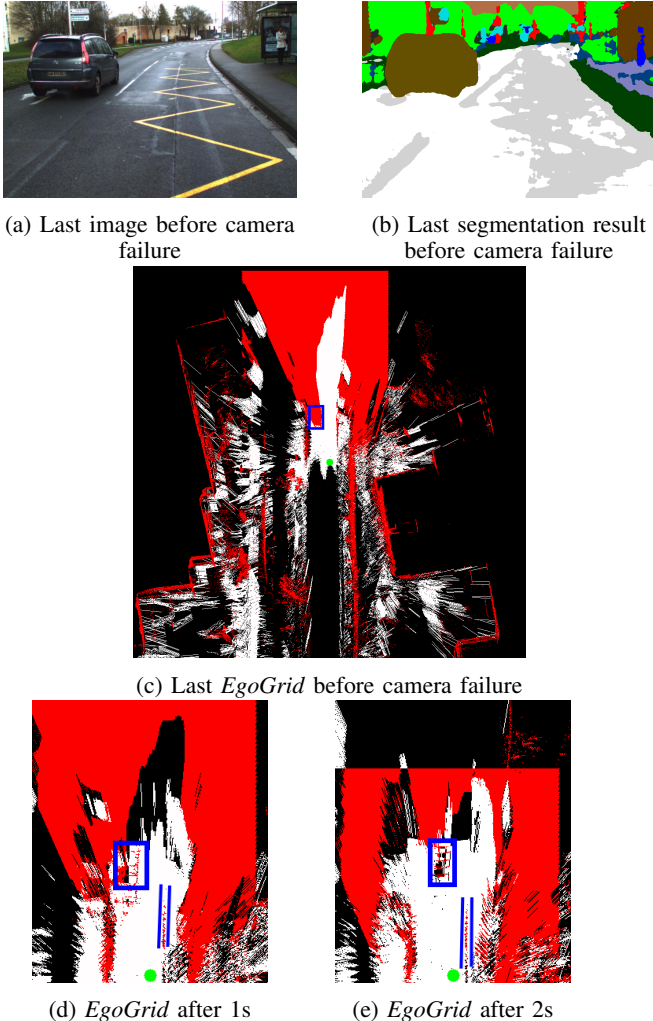 (a) Last image before camera
failure
(b) Last segmentation result
before camera failure
(c) Last EgoGrid before camera failure
(d) EgoGrid after 1s
(e) EgoGrid after 2s